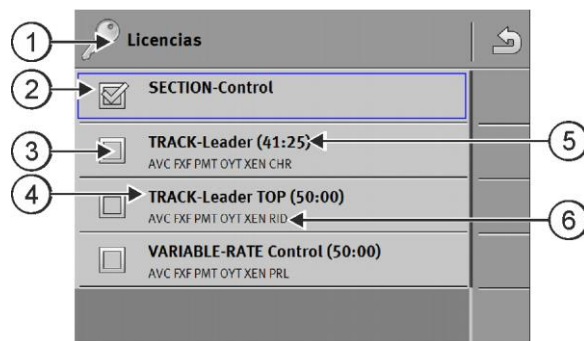 1
Licencias
2
SECTION-Control
3
TRACK-Leader (41:25)
5
AVC FXF PMT OYT XEN CHR
4
TRACK-Leader TOP (50:00)
AVC FXF PMT OYT XEN RID
6
VARIABLE-RATE Control (50:00)
AVC FXF PMT OYT XEN PRL